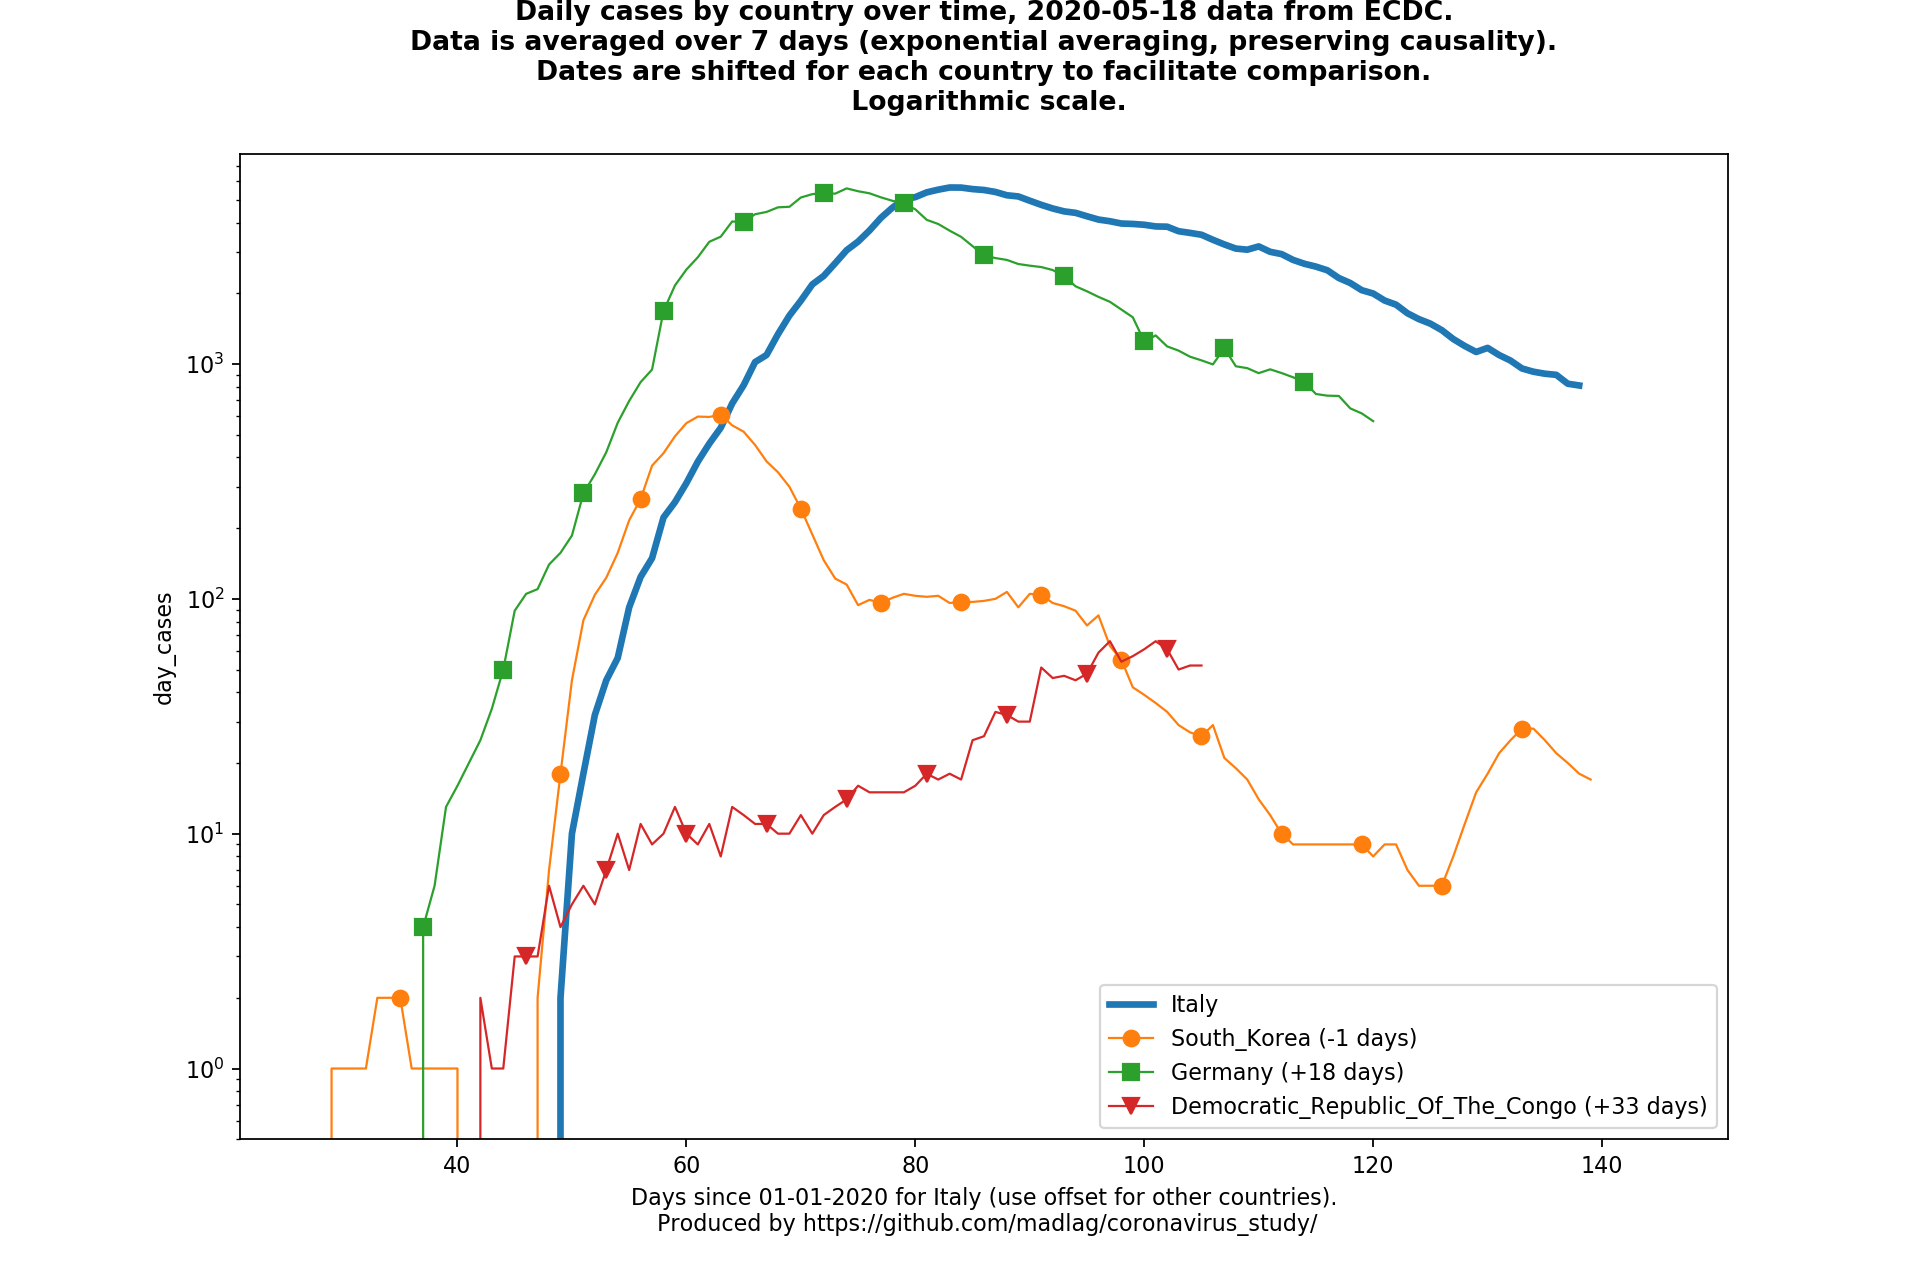 Daily cases by country over time, 2020-05-18 data from ECDC.
Data is averaged over 7 days (exponential averaging, preserving causality).
Dates are shifted for each country to facilitate comparison.
Logarithmic scale.
10³
10²
10¹
10⁰
day_cases
Italy
South_Korea (-1 days)
Germany (+18 days)
Democratic_Republic_Of_The_Congo (+33 days)
40 60 80 100 120 140
Days since 01-01-2020 for Italy (use offset for other countries).
Produced by https://github.com/madlag/coronavirus_study/